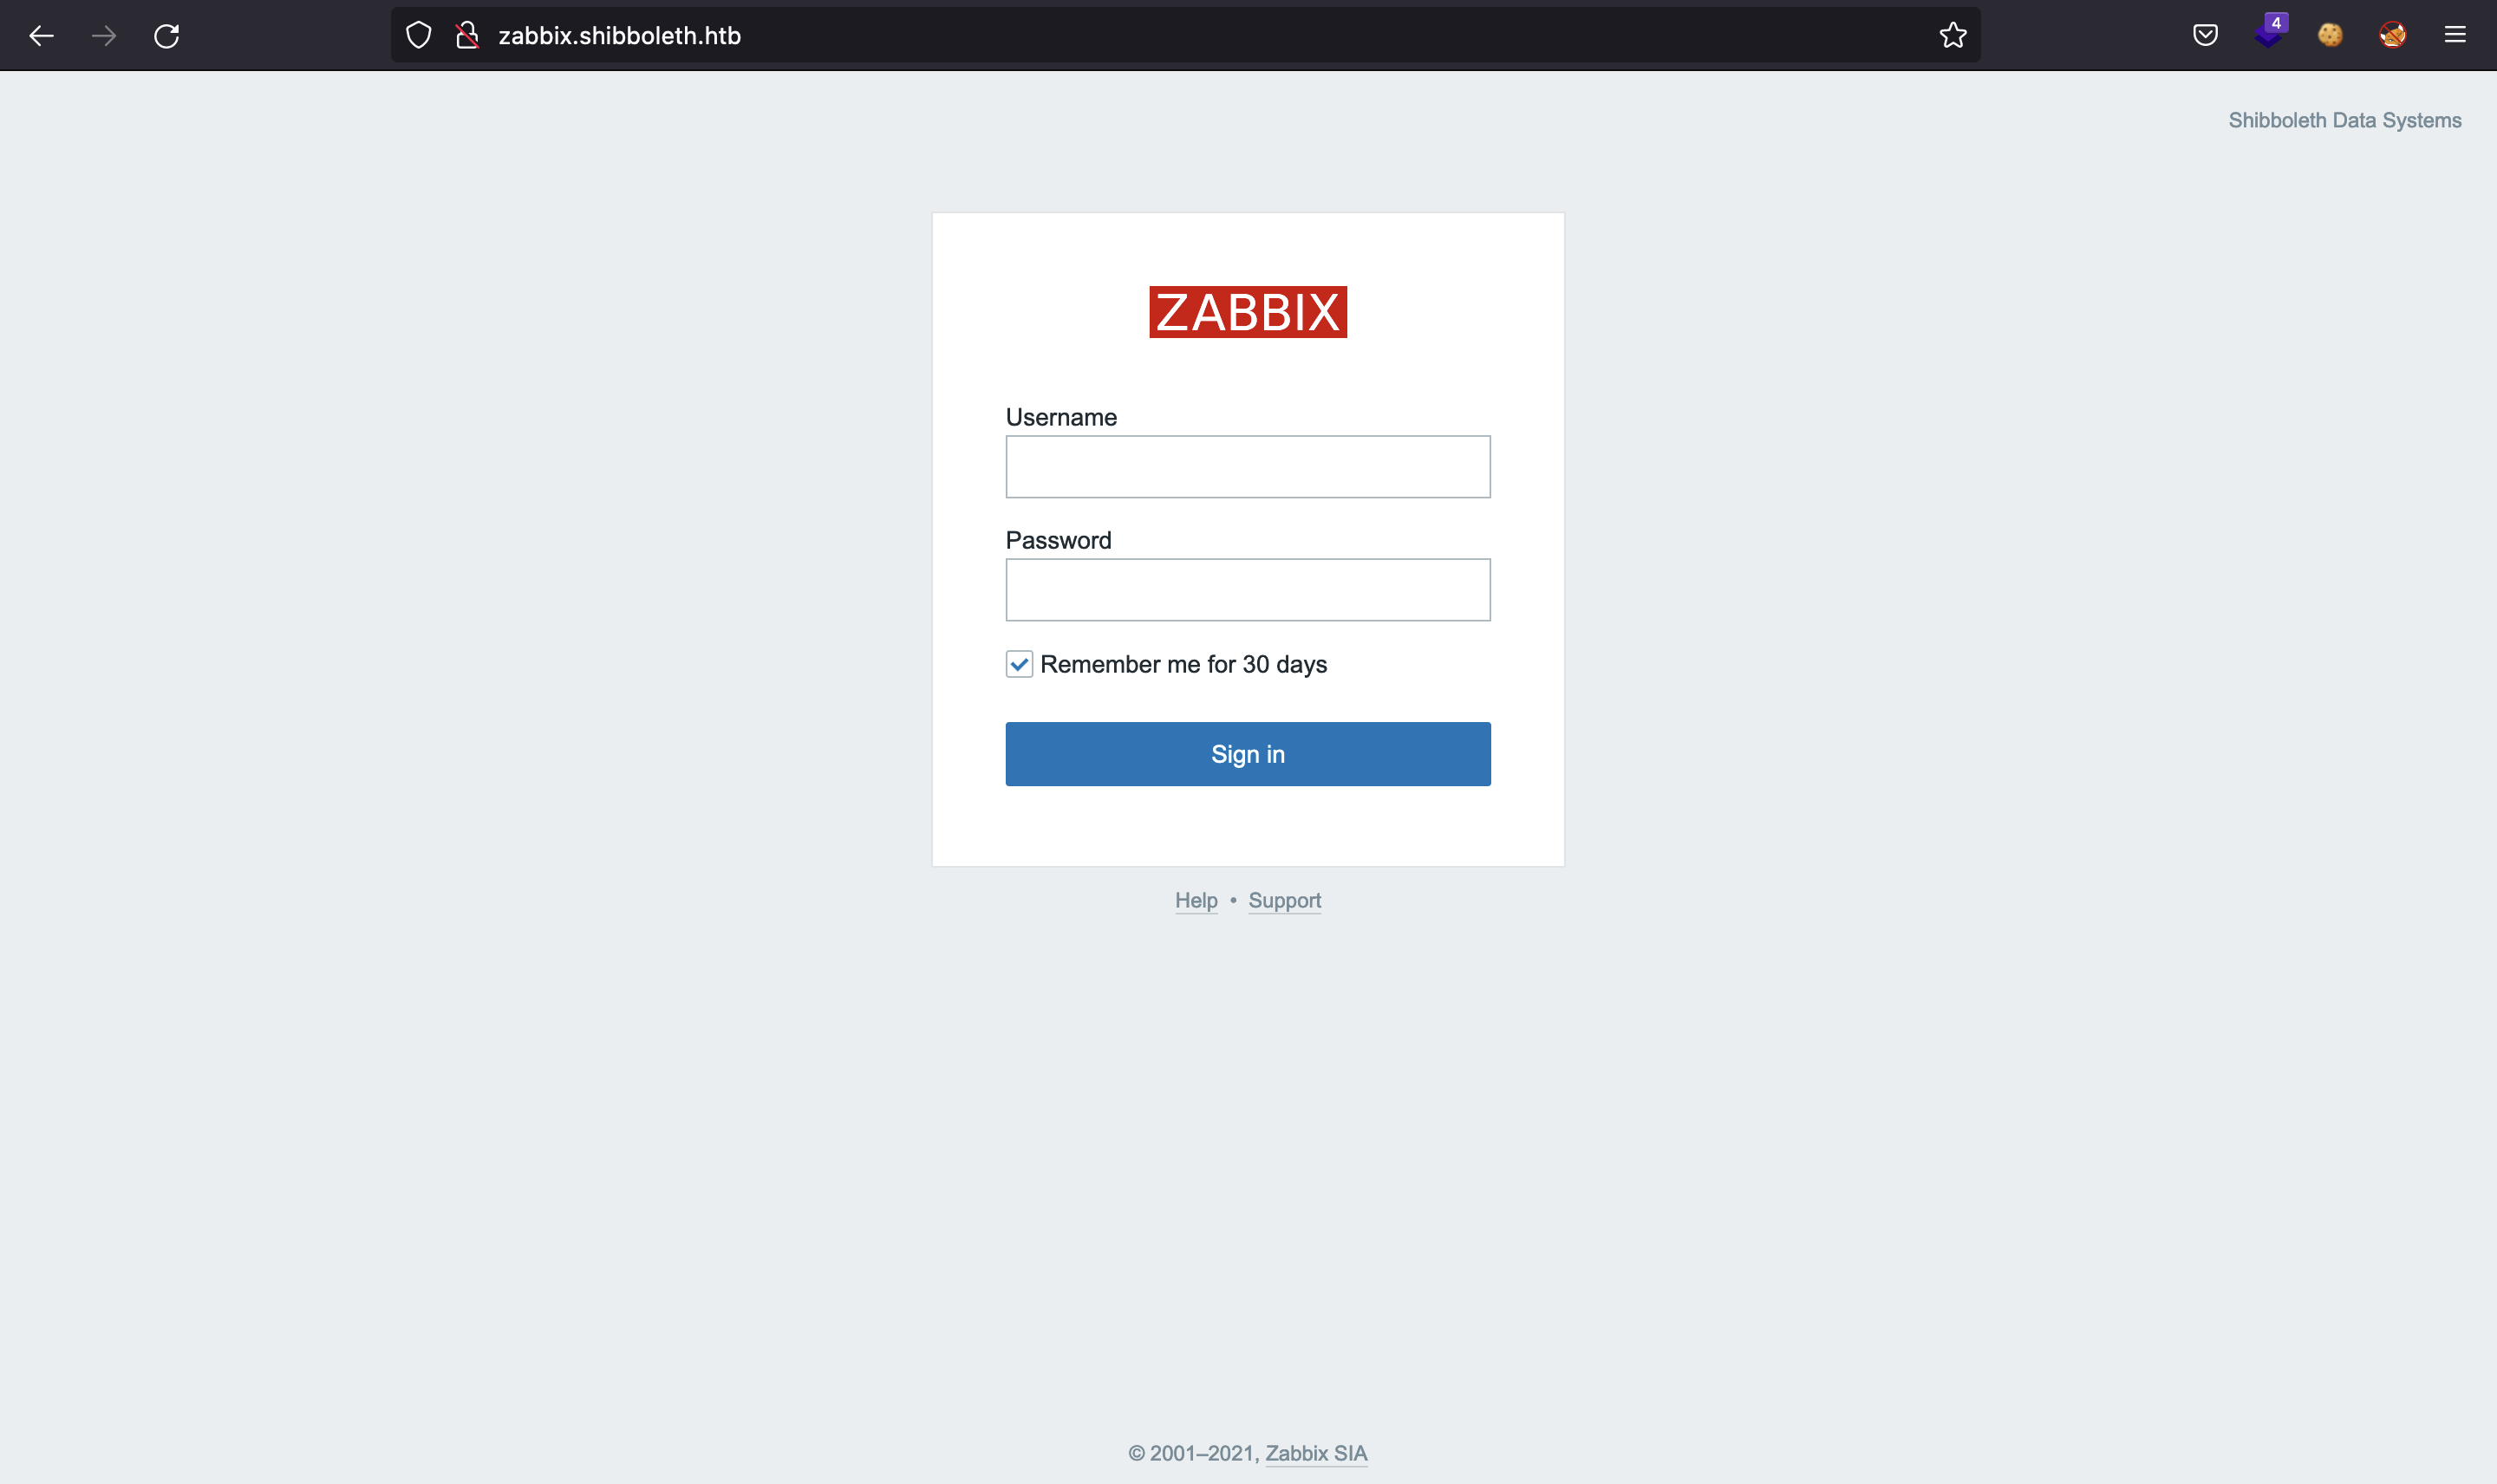 zabbix.shibboleth.htb
4
Shibboleth Data Systems
ZABBIX
Username
Password
Remember me for 30 days
Sign in
Help • Support
© 2001–2021, Zabbix SIA